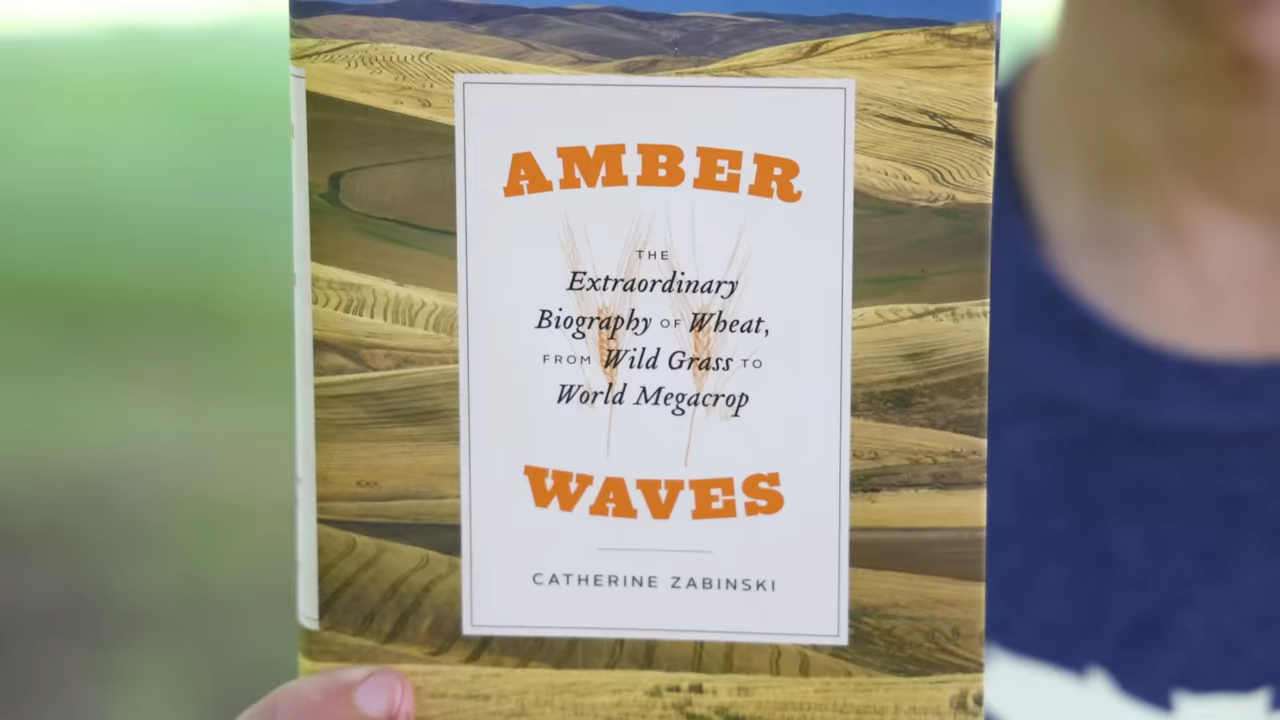 AMBER
THE
Extraordinary
Biography OF Wheat,
FROM Wild Grass TO
World Megacrop
WAVES
CATHERINE ZABINSKI